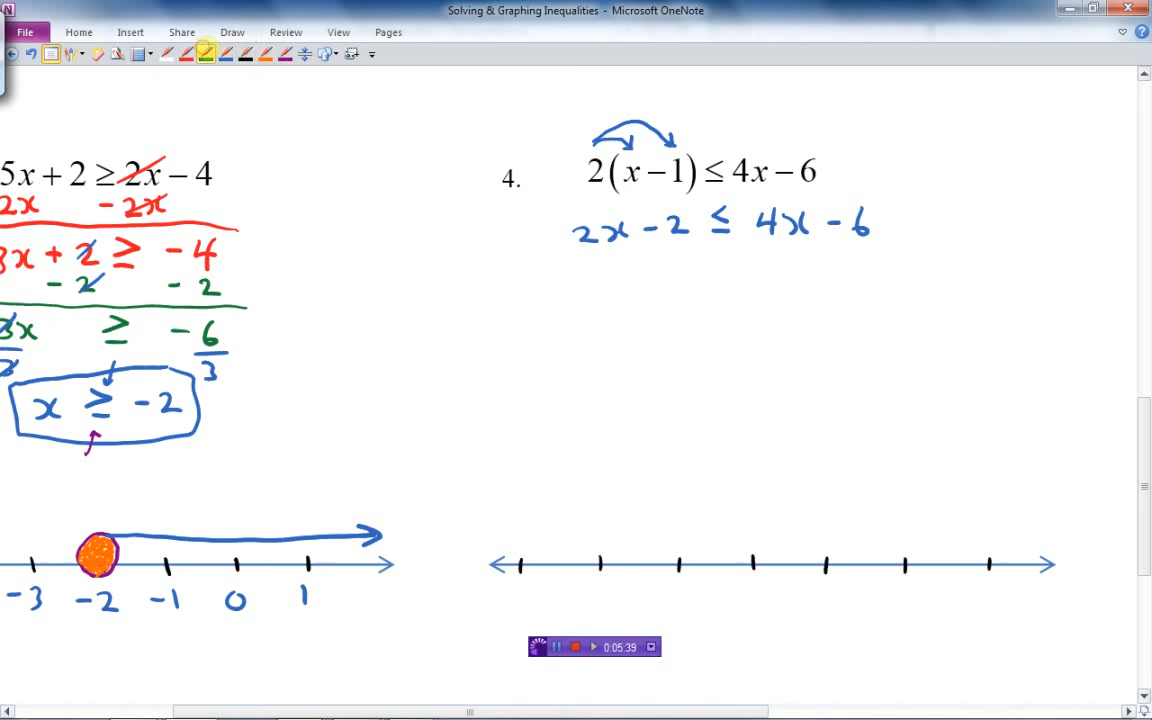 Solving & Graphing Inequalities - Microsoft OneNote
File Home Insert Share Draw Review View Pages
5x + 2 ≥ 2x − 4
2x − 2x
3x + 2 ≥ − 4
− 2 − 2
3x ≥ − 6
3 3
x ≥ − 2
−3 −2 −1 0 1
4. 2(x − 1) ≤ 4x − 6
2x − 2 ≤ 4x − 6
0:05:39